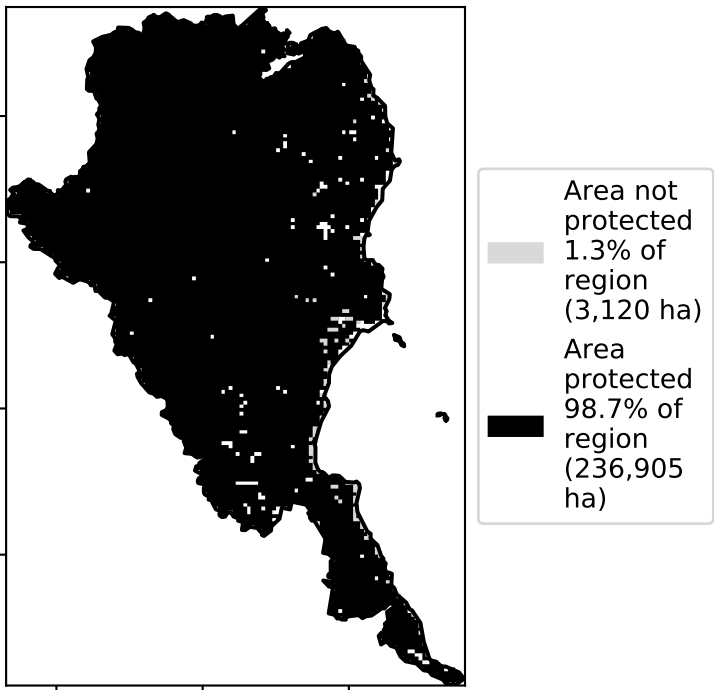 Area not
protected
1.3% of
region
(3,120 ha)
Area
protected
98.7% of
region
(236,905
ha)